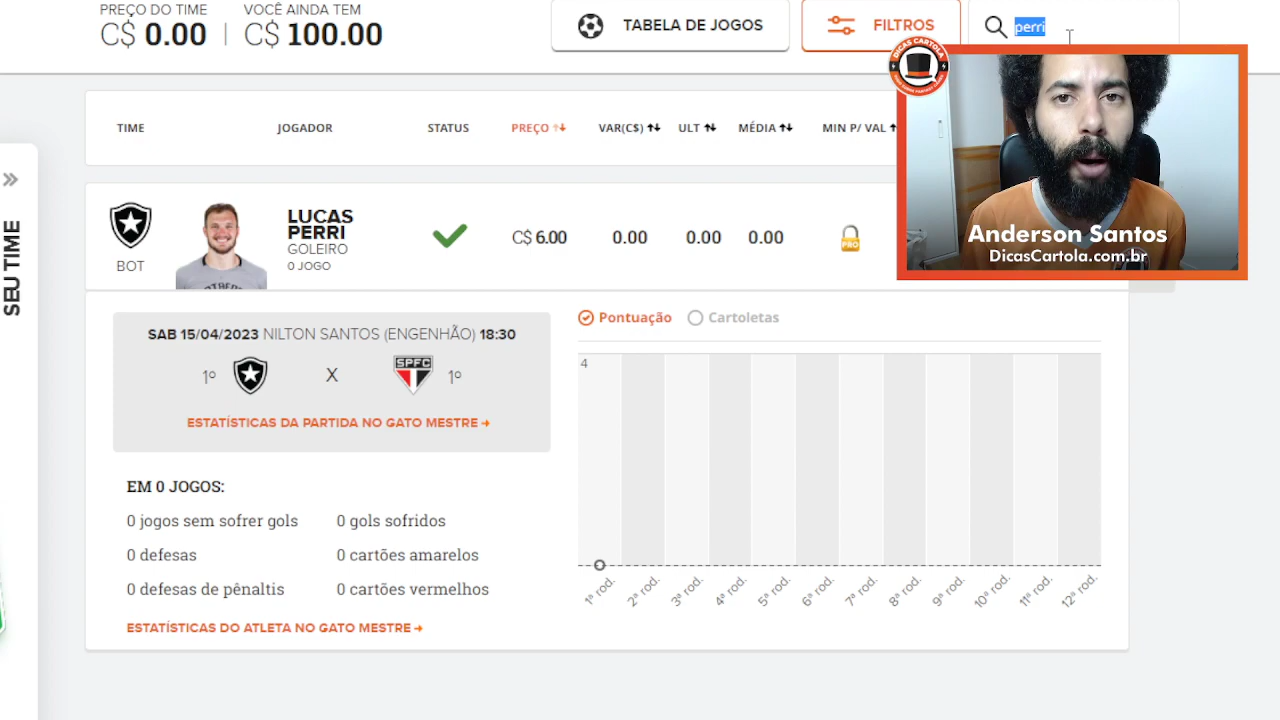 PREÇO DO TIME
C$ 0.00
VOCÊ AINDA TEM
C$ 100.00
TABELA DE JOGOS
FILTROS
perri
DICAS CARTOLA
TIME
JOGADOR
STATUS
PREÇO
VAR(C$)
ULT
MÉDIA
MIN P/ VAL
SEU TIME
BOT
LUCAS
PERRI
GOLEIRO
0 JOGO
C$ 6.00
0.00
0.00
0.00
PRO
Anderson Santos
DicasCartola.com.br
SAB 15/04/2023 NILTON SANTOS (ENGENHÃO) 18:30
1º X SPFC 1º
ESTATÍSTICAS DA PARTIDA NO GATO MESTRE
EM 0 JOGOS:
0 jogos sem sofrer gols
0 gols sofridos
0 defesas
0 cartões amarelos
0 defesas de pênaltis
0 cartões vermelhos
ESTATÍSTICAS DO ATLETA NO GATO MESTRE
Pontuação
Cartoletas
4
1ª rod.
2ª rod.
3ª rod.
4ª rod.
5ª rod.
6ª rod.
7ª rod.
8ª rod.
9ª rod.
10ª rod.
11ª rod.
12ª rod.